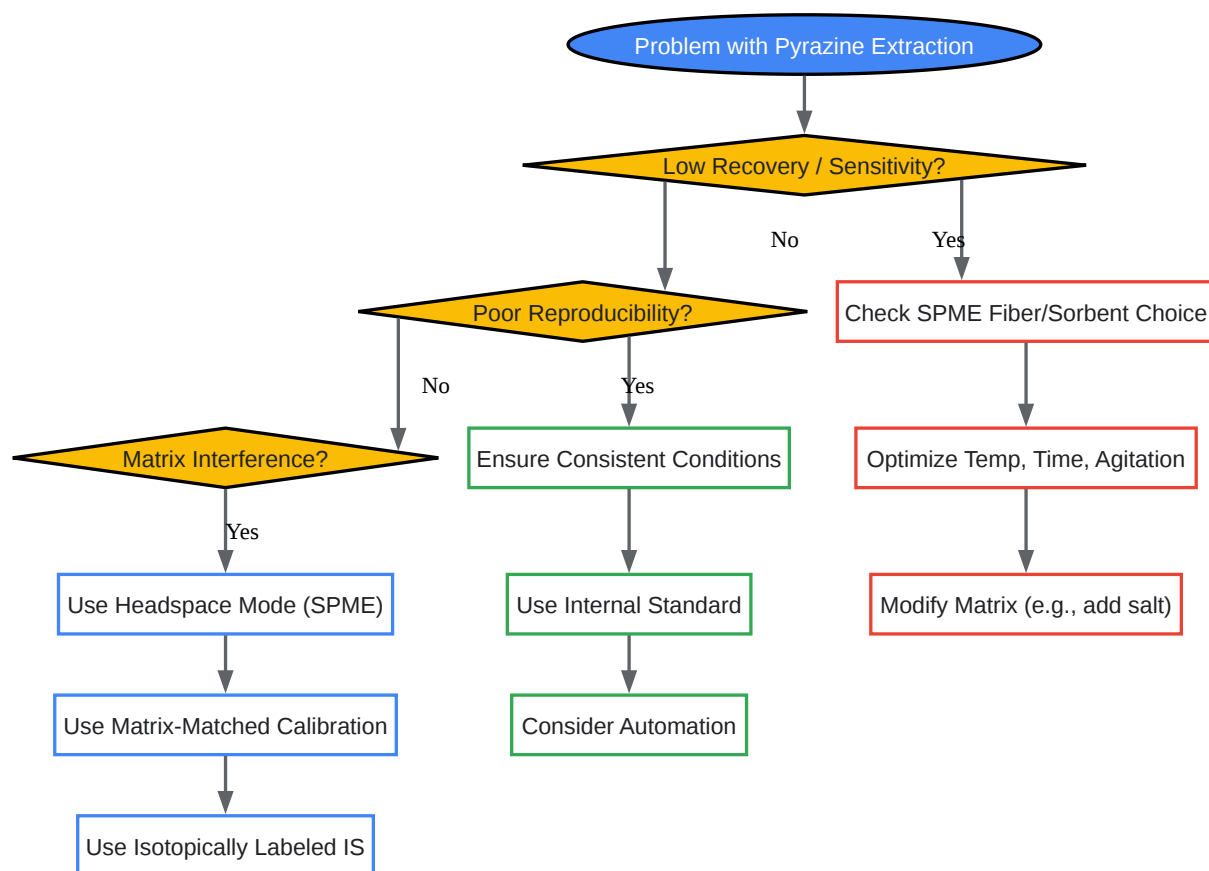 Problem with Pyrazine Extraction
Low Recovery / Sensitivity?
No
Yes
Poor Reproducibility?
Check SPME Fiber/Sorbent Choice
No
Yes
Matrix Interference?
Ensure Consistent Conditions
Optimize Temp, Time, Agitation
Yes
Use Headspace Mode (SPME)
Use Internal Standard
Modify Matrix (e.g., add salt)
Use Matrix-Matched Calibration
Consider Automation
Use Isotopically Labeled IS